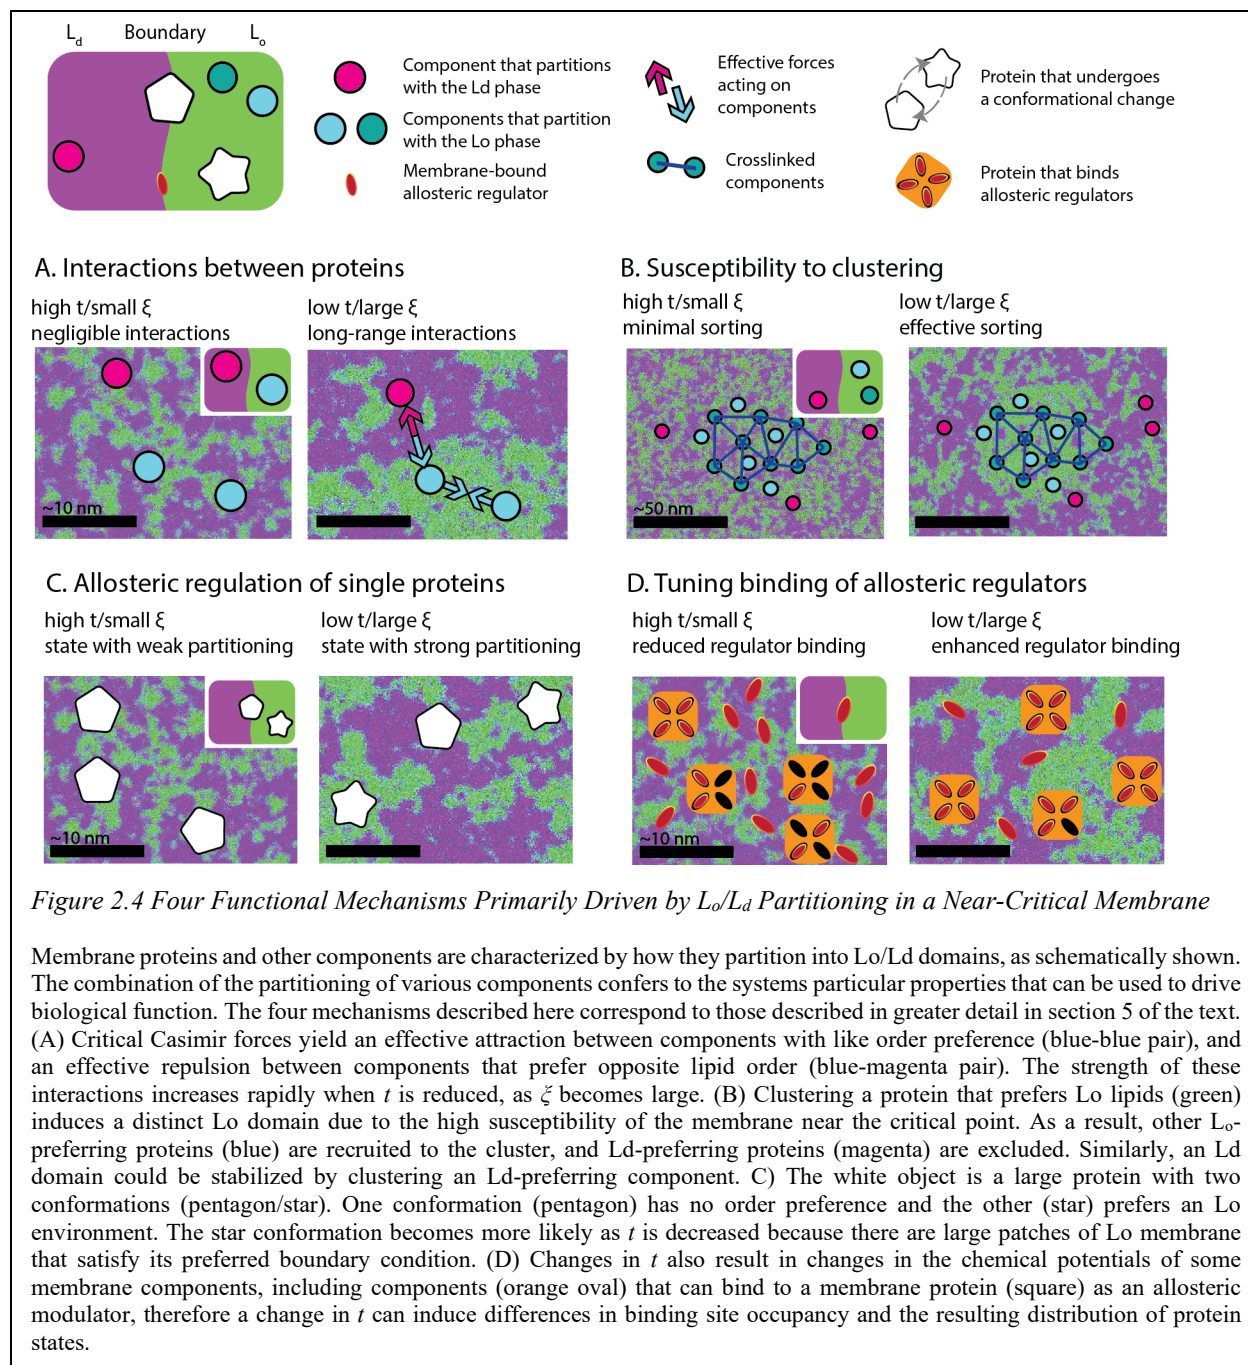 Ld Boundary Lo
Component that partitions
with the Ld phase
Components that partition
with the Lo phase
Membrane-bound
allosteric regulator
Effective forces
acting on
components
Crosslinked
components
Protein that undergoes
a conformational change
Protein that binds
allosteric regulators
A. Interactions between proteins
high t/small ξ
negligible interactions
low t/large ξ
long-range interactions
~10 nm
B. Susceptibility to clustering
high t/small ξ
minimal sorting
low t/large ξ
effective sorting
~50 nm
C. Allosteric regulation of single proteins
high t/small ξ
state with weak partitioning
low t/large ξ
state with strong partitioning
~10 nm
D. Tuning binding of allosteric regulators
high t/small ξ
reduced regulator binding
low t/large ξ
enhanced regulator binding
~10 nm
Figure 2.4 Four Functional Mechanisms Primarily Driven by Lo/Ld Partitioning in a Near-Critical Membrane
Membrane proteins and other components are characterized by how they partition into Lo/Ld domains, as schematically shown.
The combination of the partitioning of various components confers to the systems particular properties that can be used to drive
biological function. The four mechanisms described here correspond to those described in greater detail in section 5 of the text.
(A) Critical Casimir forces yield an effective attraction between components with like order preference (blue-blue pair), and
an effective repulsion between components that prefer opposite lipid order (blue-magenta pair). The strength of these
interactions increases rapidly when t is reduced, as ξ becomes large. (B) Clustering a protein that prefers Lo lipids (green)
induces a distinct Lo domain due to the high susceptibility of the membrane near the critical point. As a result, other Lo-
preferring proteins (blue) are recruited to the cluster, and Ld-preferring proteins (magenta) are excluded. Similarly, an Ld
domain could be stabilized by clustering an Ld-preferring component. C) The white object is a large protein with two
conformations (pentagon/star). One conformation (pentagon) has no order preference and the other (star) prefers an Lo
environment. The star conformation becomes more likely as t is decreased because there are large patches of Lo membrane
that satisfy its preferred boundary condition. (D) Changes in t also result in changes in the chemical potentials of some
membrane components, including components (orange oval) that can bind to a membrane protein (square) as an allosteric
modulator, therefore a change in t can induce differences in binding site occupancy and the resulting distribution of protein
states.